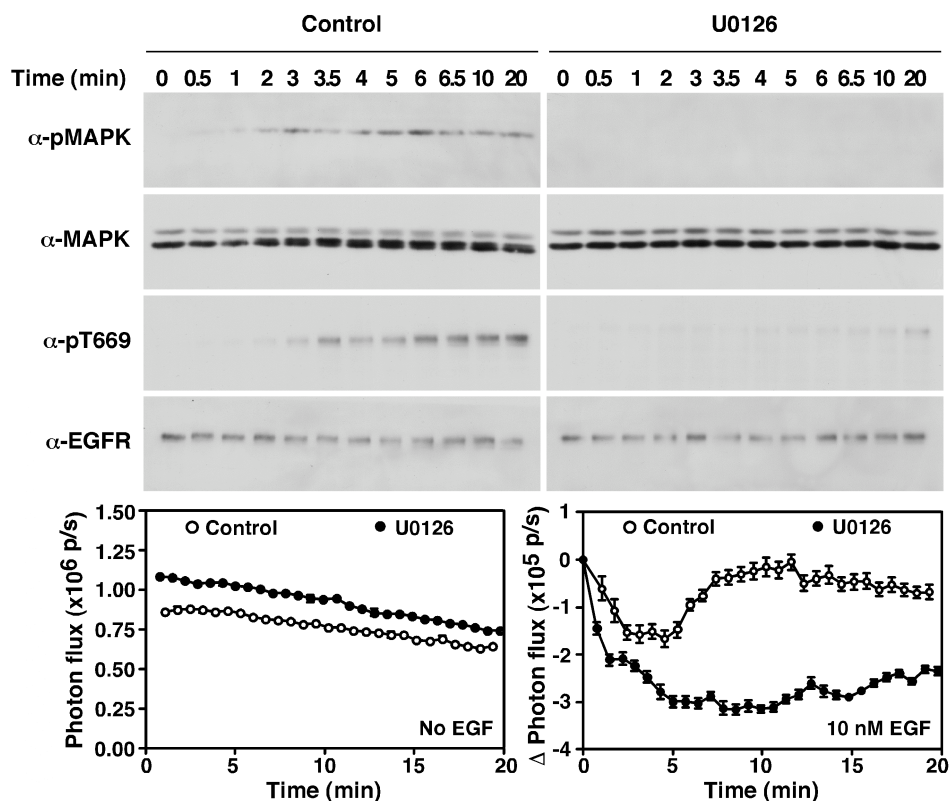 Control U0126
Time (min) 0 0.5 1 2 3 3.5 4 5 6 6.5 10 20 0 0.5 1 2 3 3.5 4 5 6 6.5 10 20
α-pMAPK
α-MAPK
α-pT669
α-EGFR
Photon flux (x10⁶ p/s)
1.50
1.25
1.00
0.75
0.50
0.25
0.00
Control U0126
No EGF
0 5 10 15 20
Time (min)
Δ Photon flux (x10⁵ p/s)
1
0
-1
-2
-3
-4
Control U0126
10 nM EGF
0 5 10 15 20
Time (min)